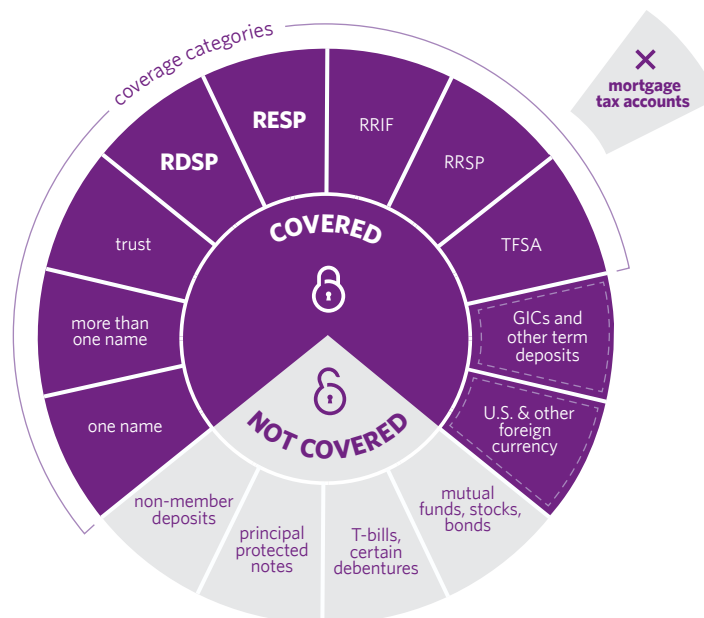 coverage categories
✕
mortgage
tax accounts
RESP
RRIF
RDSP
RRSP
trust
TFSA
COVERED
more than
one name
GICs and
other term
deposits
one name
U.S. & other
foreign
currency
NOT COVERED
non-member
deposits
principal
protected
notes
T-bills,
certain
debentures
mutual
funds, stocks,
bonds